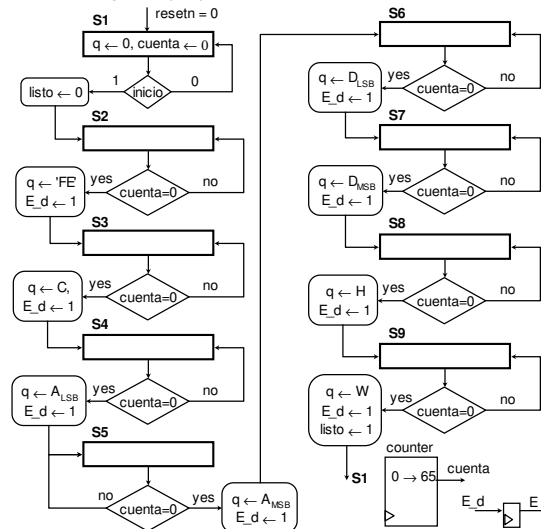 resetn = 0
S1
q ← 0, cuenta ← 0
1
inicio
0
listo ← 0
S2
cuenta=0
yes
no
q ← 'FE'
E_d ← 1
S3
cuenta=0
yes
no
q ← C,
E_d ← 1
S4
cuenta=0
yes
no
q ← A_LSB
E_d ← 1
S5
no
cuenta=0
yes
q ← A_MSB
E_d ← 1
S6
cuenta=0
yes
no
q ← D_LSB
E_d ← 1
S7
cuenta=0
yes
no
q ← D_MSB
E_d ← 1
S8
cuenta=0
yes
no
q ← H
E_d ← 1
S9
cuenta=0
yes
no
q ← W
E_d ← 1
listo ← 1
S1
counter
0 → 65
cuenta
E_d
E